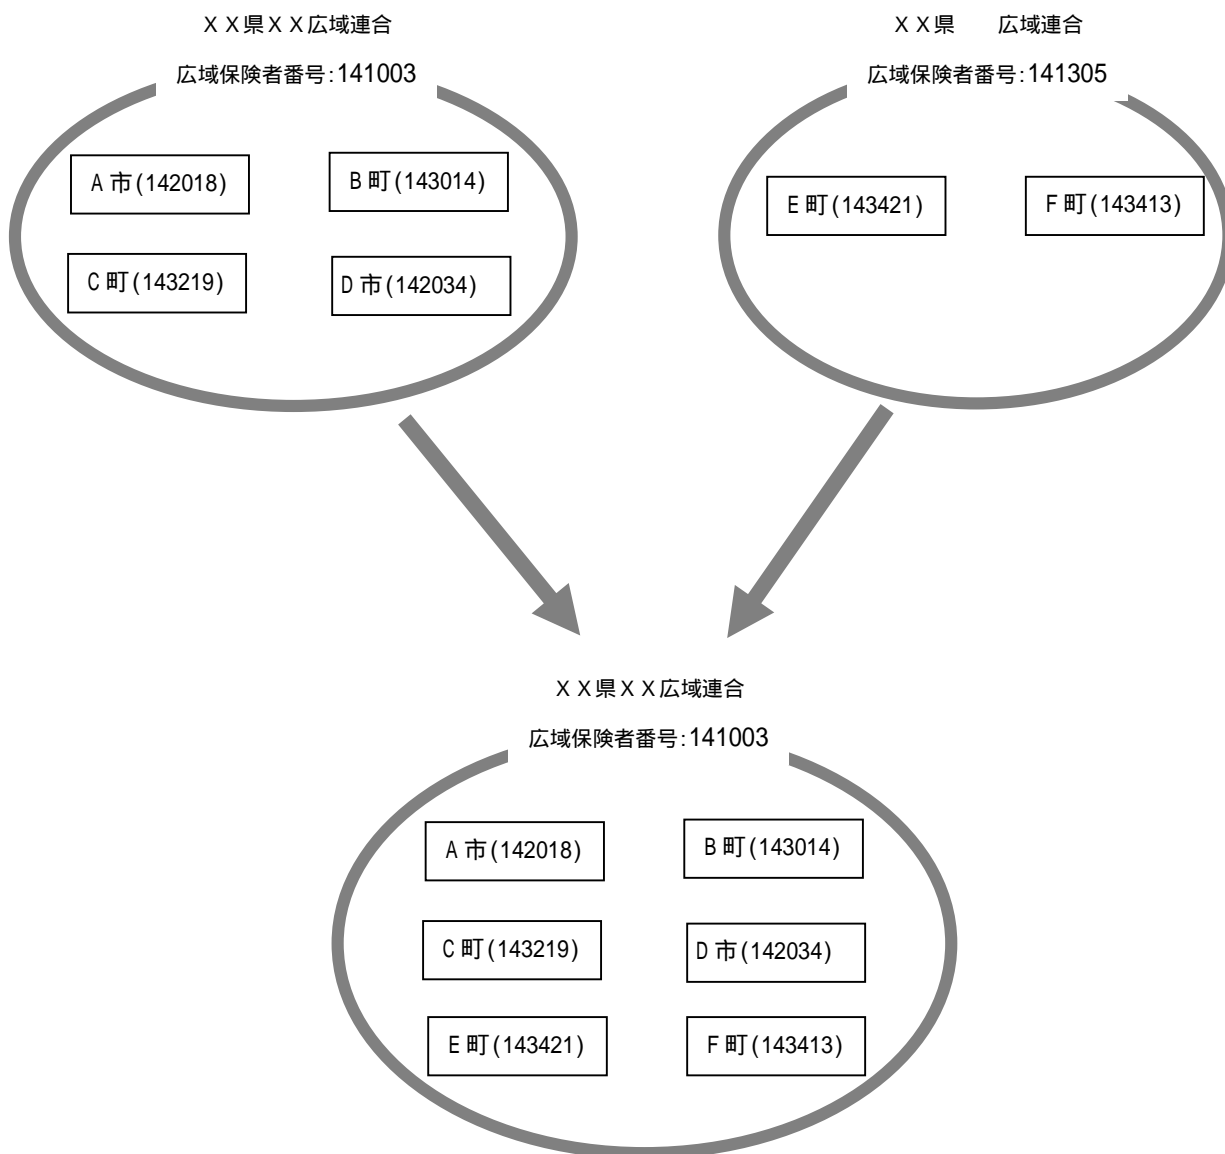 ＸＸ県ＸＸ広域連合
広域保険者番号:141003
Ａ市(142018)
Ｂ町(143014)
Ｃ町(143219)
Ｄ市(142034)
ＸＸ県　　広域連合
広域保険者番号:141305
Ｅ町(143421)
Ｆ町(143413)
ＸＸ県ＸＸ広域連合
広域保険者番号:141003
Ａ市(142018)
Ｂ町(143014)
Ｃ町(143219)
Ｄ市(142034)
Ｅ町(143421)
Ｆ町(143413)